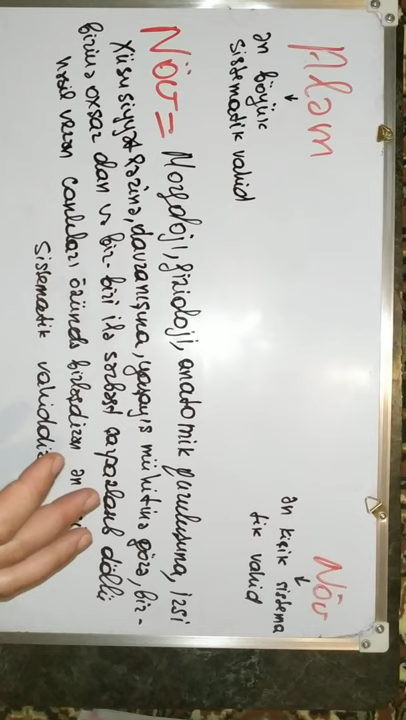 Aləm
↓
ən böyük
sistematik vahid
Növ
↓
ən kiçik sistema
tik vahid
Növ = Morfoloji, fizioloji, anatomik quruluşuna, irsi
xüsusiyyətlərinə, davranışına, yaşayış mühitinə görə, bir-
birinə oxşar olan və bir-biri ilə sərbəst çarpazlaşıb döllü
nəsil verən canlıları özündə birləşdirən ən
Sistematik vahiddir